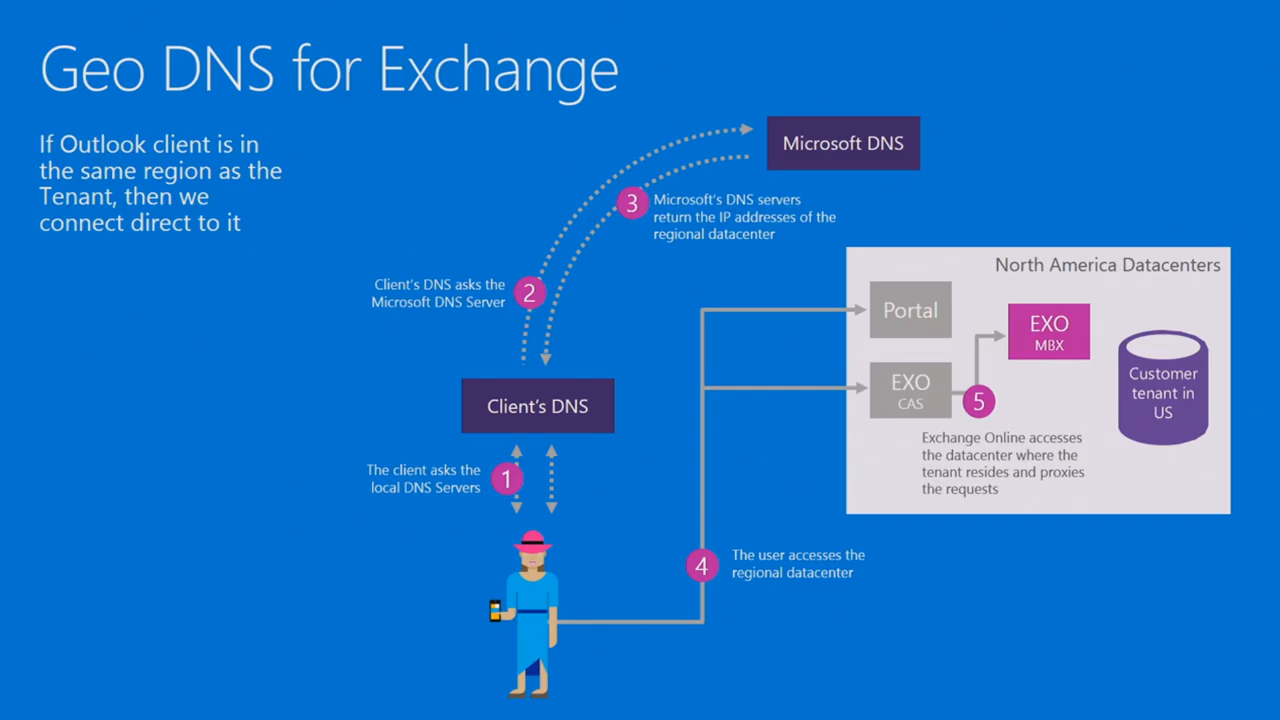 Geo DNS for Exchange
If Outlook client is in
the same region as the
Tenant, then we
connect direct to it
Microsoft DNS
3
Microsoft's DNS servers
return the IP addresses of the
regional datacenter
Client's DNS asks the
Microsoft DNS Server
2
North America Datacenters
Portal
EXO
MBX
EXO
CAS
5
Customer
tenant in
US
Exchange Online accesses
the datacenter where the
tenant resides and proxies
the requests
Client's DNS
The client asks the
local DNS Servers
1
4
The user accesses the
regional datacenter